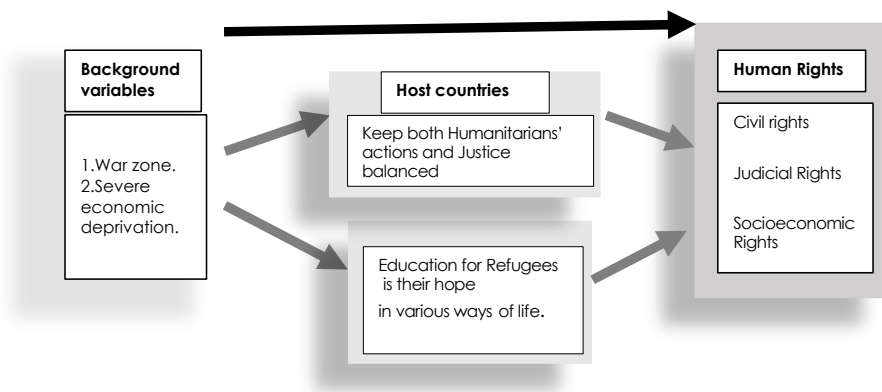 Background
variables
1.War zone.
2.Severe
economic
deprivation.
Host countries
Keep both Humanitarians’
actions and Justice
balanced
Education for Refugees
is their hope
in various ways of life.
Human Rights
Civil rights
Judicial Rights
Socioeconomic
Rights